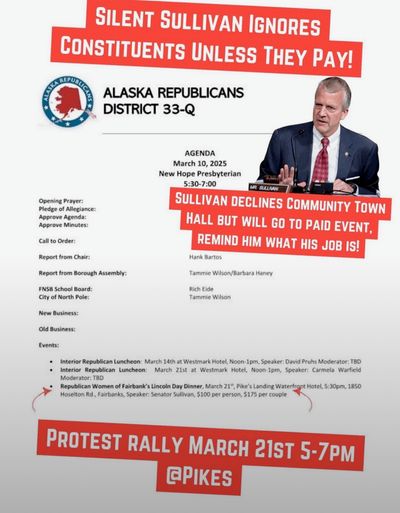 Silent Sullivan Ignores
Constituents Unless They Pay!
ALASKA REPUBLICANS
ALASKA REPUBLICANS
DISTRICT 33-Q
AGENDA
March 10, 2025
New Hope Presbyterian
5:30-7:00
MR. SULLIVAN
Sullivan declines Community Town
Hall but will go to paid event,
remind him what his job is!
Opening Prayer:
Pledge of Allegiance:
Approve Agenda:
Approve Minutes:
Call to Order:
Report from Chair: Hank Bartos
Report from Borough Assembly: Tammie Wilson/Barbara Haney
FNSB School Board: Rich Eide
City of North Pole: Tammie Wilson
New Business:
Old Business:
Events:
• Interior Republican Luncheon: March 14th at Westmark Hotel, Noon-1pm, Speaker: David Pruhs Moderator: TBD
• Interior Republican Luncheon: March 21st at Westmark Hotel, Noon-1pm, Speaker: Carmela Warfield
Moderator: TBD
• Republican Women of Fairbank's Lincoln Day Dinner, March 21st, Pike's Landing Waterfront Hotel, 5:30pm, 1850
Hoselton Rd., Fairbanks, Speaker: Senator Sullivan, $100 per person, $175 per couple
Protest rally March 21st 5-7pm
@Pikes